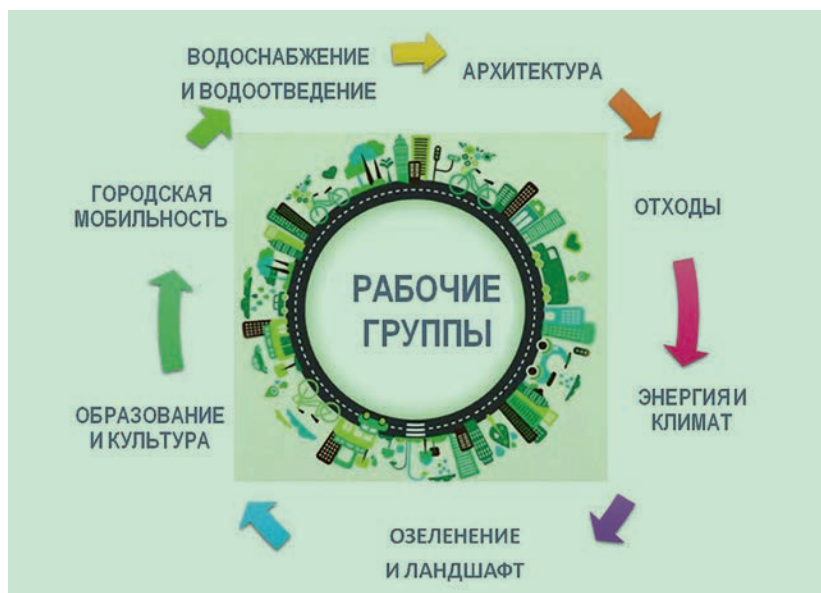 ВОДОСНАБЖЕНИЕ
И ВОДООТВЕДЕНИЕ
АРХИТЕКТУРА
ГОРОДСКАЯ
МОБИЛЬНОСТЬ
ОТХОДЫ
РАБОЧИЕ
ГРУППЫ
ОБРАЗОВАНИЕ
И КУЛЬТУРА
ЭНЕРГИЯ И
КЛИМАТ
ОЗЕЛЕНЕНИЕ
И ЛАНДШАФТ